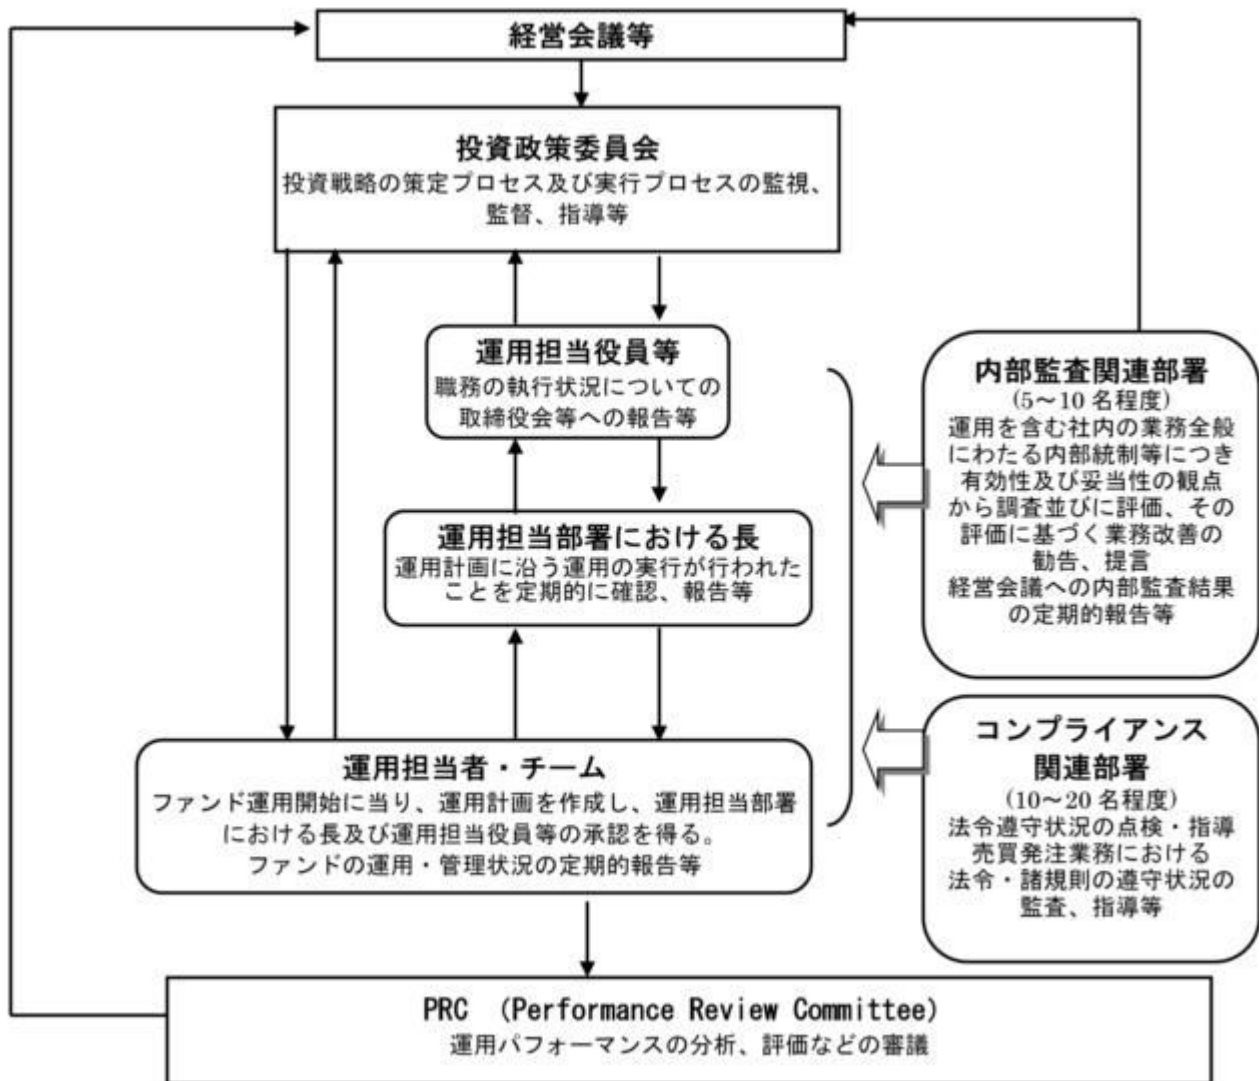 経営会議等
投資政策委員会
投資戦略の策定プロセス及び実行プロセスの監視、
監督、指導等
運用担当役員等
職務の執行状況についての
取締役会等への報告等
運用担当部署における長
運用計画に沿う運用の実行が行われた
ことを定期的に確認、報告等
運用担当者・チーム
ファンド運用開始に当り、運用計画を作成し、運用担当部署
における長及び運用担当役員等の承認を得る。
ファンドの運用・管理状況の定期的報告等
内部監査関連部署
(5～10 名程度)
運用を含む社内の業務全般
にわたる内部統制等につき
有効性及び妥当性の観点
から調査並びに評価、その
評価に基づく業務改善の
勧告、提言
経営会議への内部監査結果
の定期的報告等
コンプライアンス
関連部署
(10～20 名程度)
法令遵守状況の点検・指導
売買発注業務における
法令・諸規則の遵守状況の
監査、指導等
PRC (Performance Review Committee)
運用パフォーマンスの分析、評価などの審議